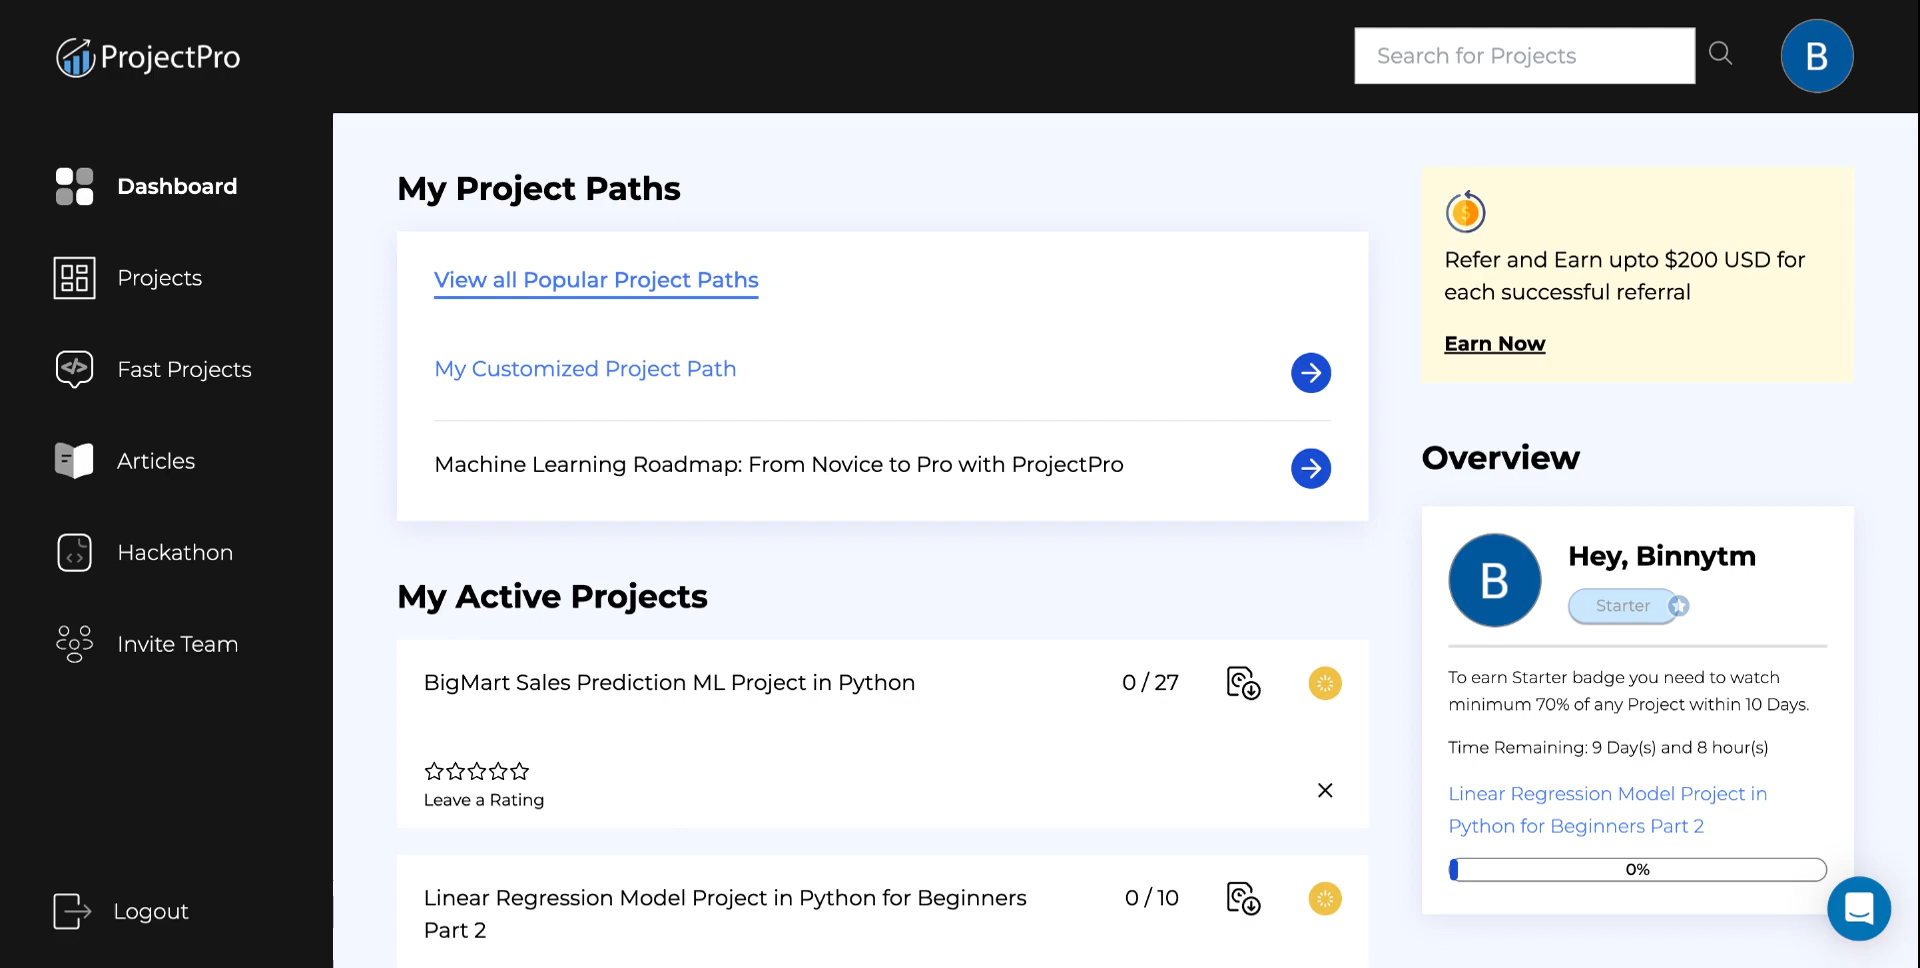 ProjectPro
Search for Projects
B
Dashboard
Projects
Fast Projects
Articles
Hackathon
Invite Team
Logout
My Project Paths
View all Popular Project Paths
My Customized Project Path
Machine Learning Roadmap: From Novice to Pro with ProjectPro
My Active Projects
BigMart Sales Prediction ML Project in Python
0 / 27
Leave a Rating
Linear Regression Model Project in Python for Beginners
Part 2
0 / 10
$
Refer and Earn upto $200 USD for
each successful referral
Earn Now
Overview
B
Hey, Binnytm
Starter
To earn Starter badge you need to watch
minimum 70% of any Project within 10 Days.
Time Remaining: 9 Day(s) and 8 hour(s)
Linear Regression Model Project in
Python for Beginners Part 2
0%